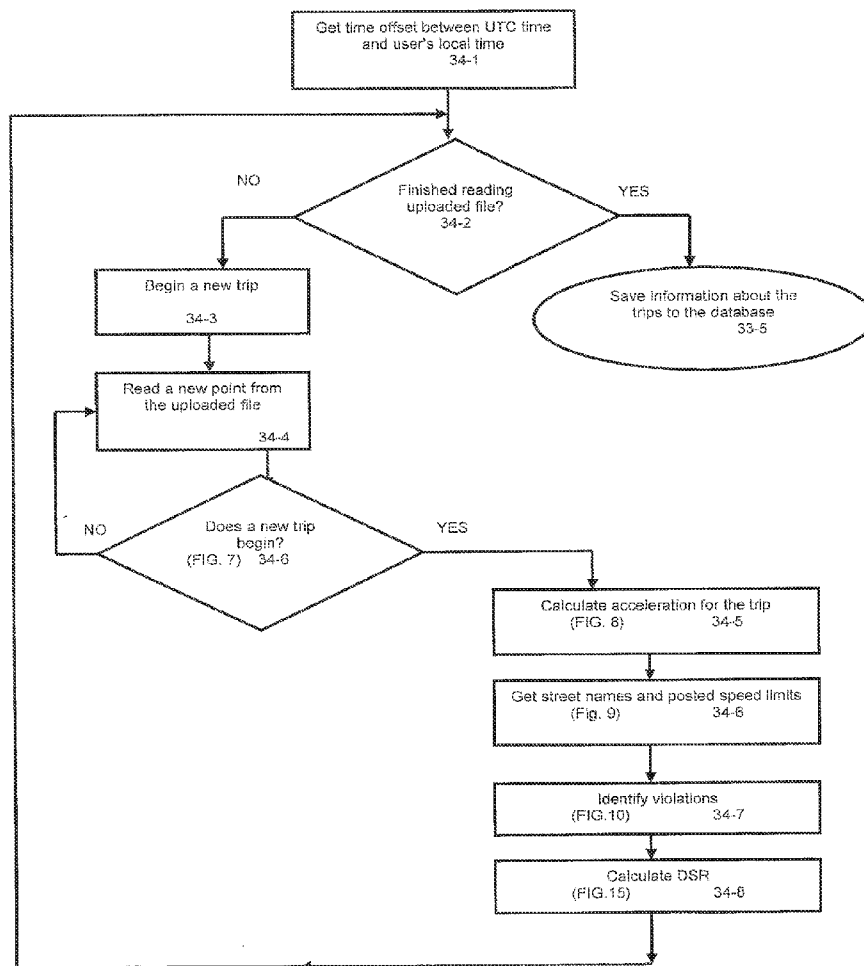 Get time offset between UTC time
and user's local time
34-1
NO
YES
Finished reading
uploaded file?
34-2
Begin a new trip
34-3
Save information about the
trips to the database
33-5
Read a new point from
the uploaded file
34-4
NO
YES
Does a new trip
begin?
(FIG. 7) 34-6
Calculate acceleration for the trip
(FIG. 8) 34-5
Get street names and posted speed limits
(Fig. 9) 34-6
Identify violations
(FIG.10) 34-7
Calculate DSR
(FIG.15) 34-8